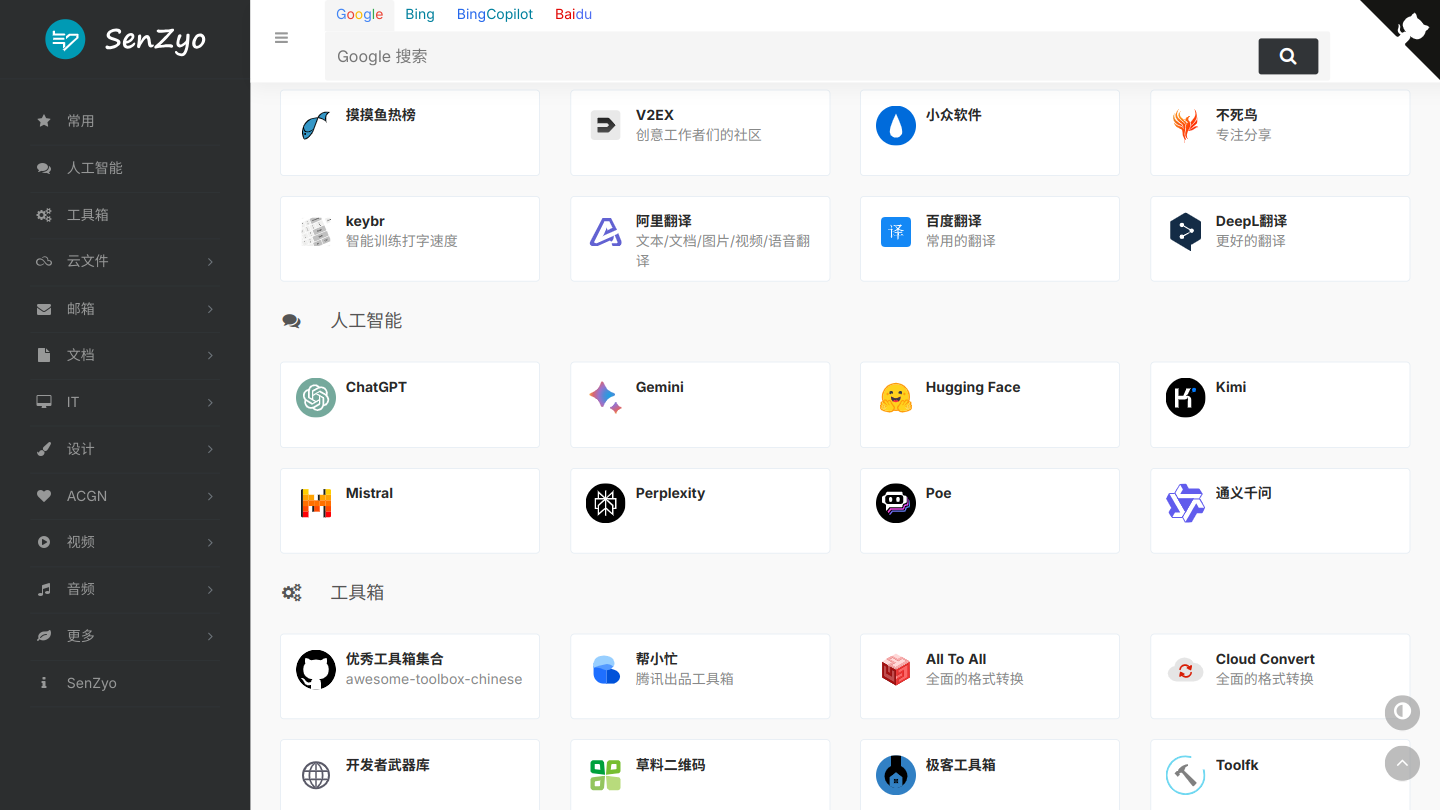 SenZyo
常用
人工智能
工具箱
云文件
邮箱
文档
IT
设计
ACGN
视频
音频
更多
SenZyo
Google Bing BingCopilot Baidu
Google 搜索
摸摸鱼热榜
V2EX
创意工作者们的社区
小众软件
不死鸟
专注分享
keybr
智能训练打字速度
阿里翻译
文本/文档/图片/视频/语音翻
译
百度翻译
常用的翻译
DeepL翻译
更好的翻译
人工智能
ChatGPT
Gemini
Hugging Face
Kimi
Mistral
Perplexity
Poe
通义千问
工具箱
优秀工具箱集合
awesome-toolbox-chinese
帮小忙
腾讯出品工具箱
All To All
全面的格式转换
Cloud Convert
全面的格式转换
开发者武器库
草料二维码
极客工具箱
Toolfk